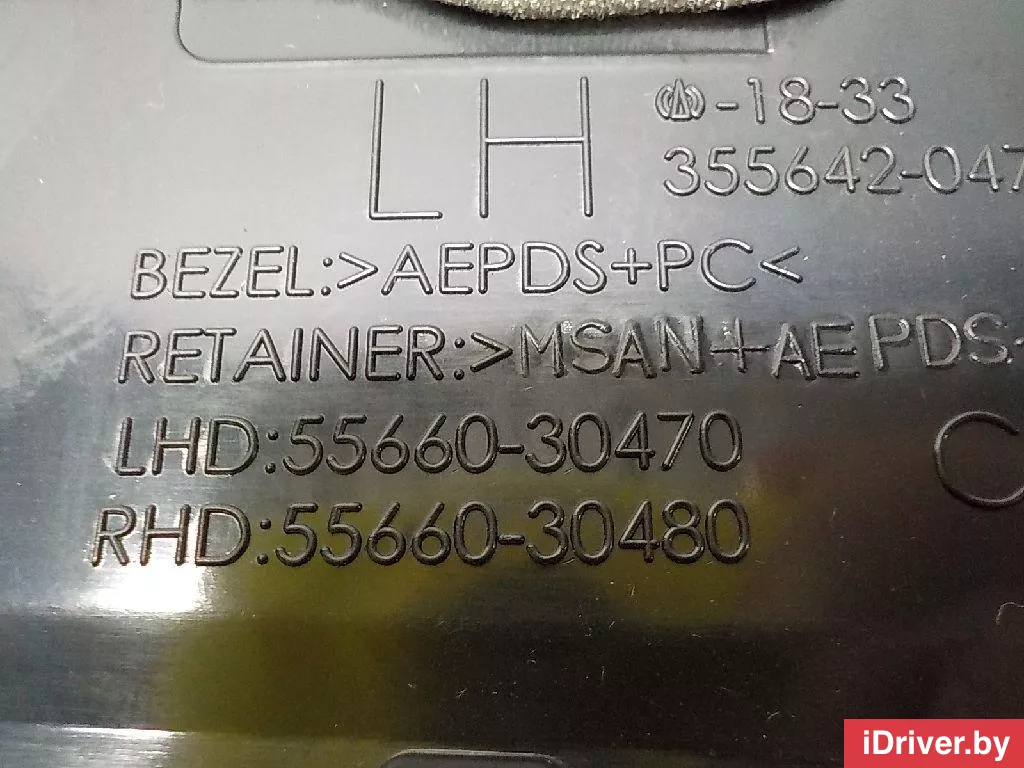 LH
-18-33
355642-047
BEZEL:>AEPDS+PC<
RETAINER:>MSAN+AEPDS
LHD:55660-30470
RHD:55660-30480
C
iDriver.by